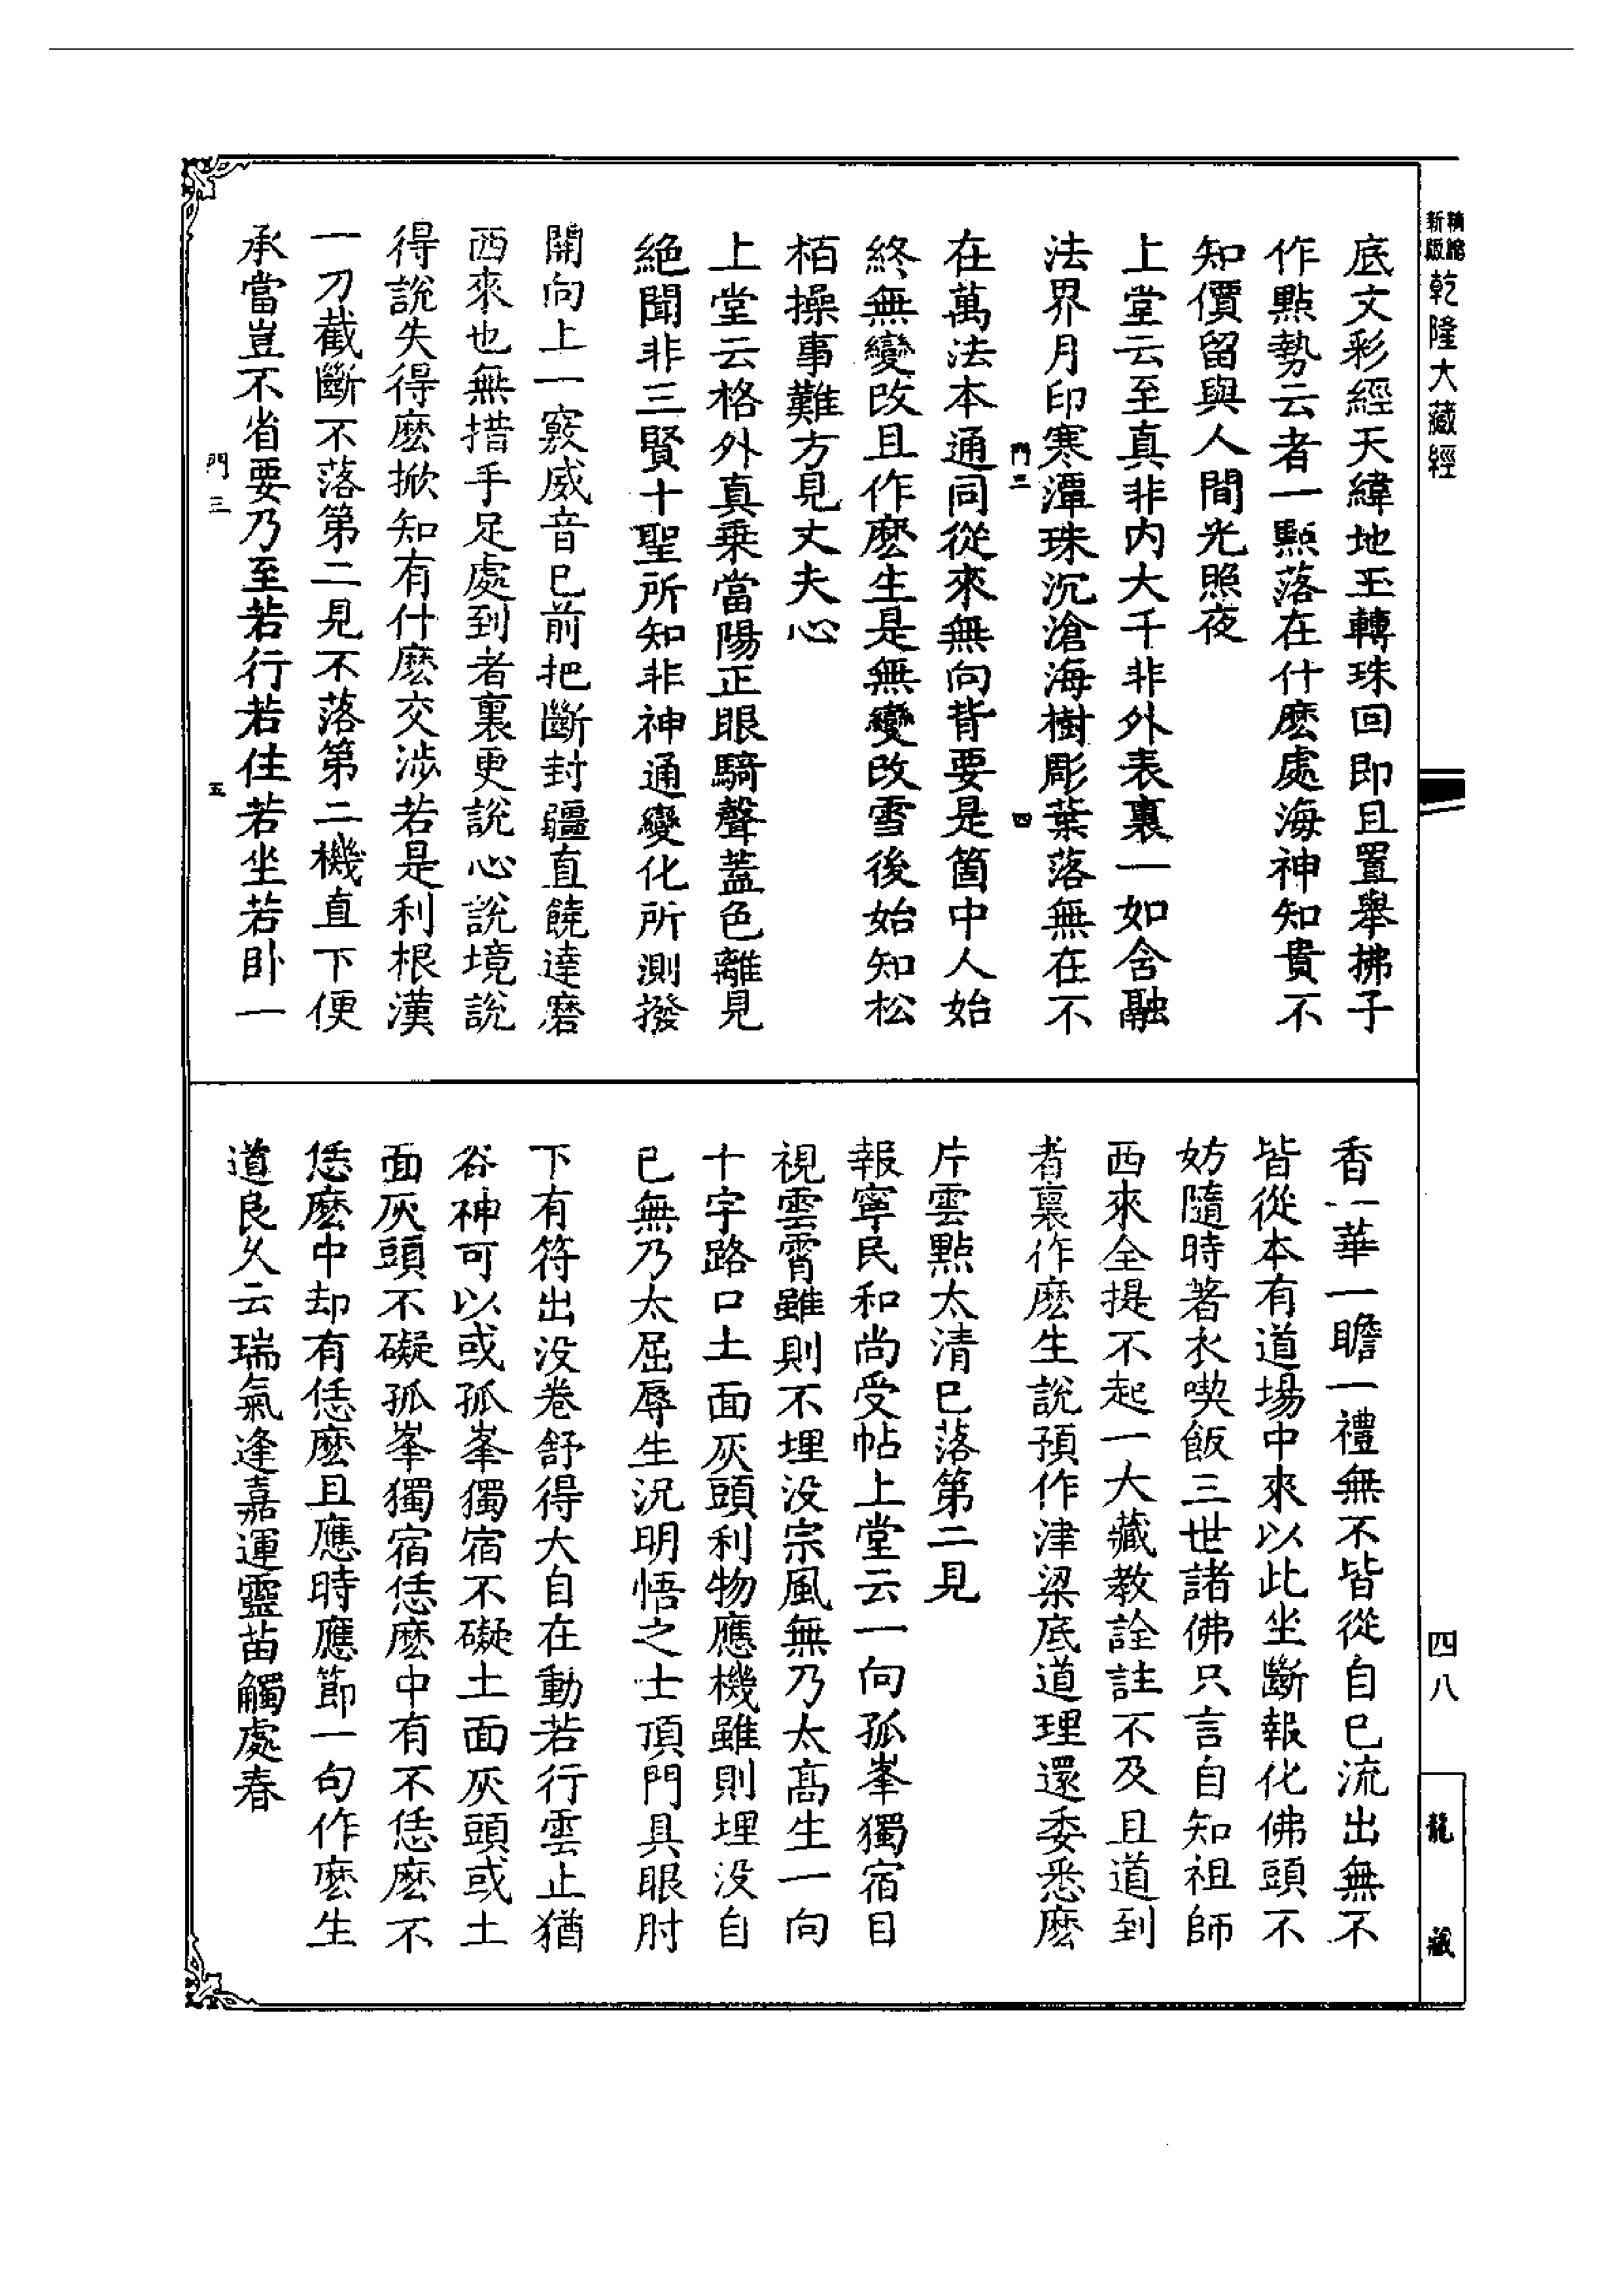 精縮
新版
乾隆大藏經
四八
龍藏
底文彩經天緯地玉轉珠回即且置舉拂子
作點勢云者一點落在什麽處海神知貴不
知價留與人間光照夜
上堂云至真非内大千非外表裏一如含融
法界月印寒潭珠沉滄海樹彫葉落無在不
門三
四
在萬法本通同從來無向背要是箇中人始
終無變改且作麽生是無變改雪後始知松
栢操事難方見丈夫心
上堂云格外真乗當陽正眼騎聲蓋色離見
絶聞非三賢十聖所知非神通變化所測撥
開向上一竅威音已前把斷封疆直饒達磨
西來也無措手足處到者裏更說心說境說
得說失得麽掀知有什麽交涉若是利根漢
一刀截斷不落第二見不落第二機直下便
承當豈不省要乃至若行若住若坐若卧一
門三
五
香一華一瞻一禮無不皆從自已流出無不
皆從本有道場中來以此坐斷報化佛頭不
妨隨時著衣喫飯三世諸佛只言自知祖師
西來全提不起一大藏教詮註不及且道到
者裏作麽生說預作津梁底道理還委悉麽
片雲點太清已落第二見
報寧民和尚受帖上堂云一向孤峯獨宿目
視雲霄雖則不埋没宗風無乃太高生一向
十字路口土面灰頭利物應機雖則埋没自
已無乃太屈辱生況明悟之士頂門具眼肘
下有符出没卷舒得大自在動若行雲止猶
谷神可以或孤峯獨宿不礙土面灰頭或土
面灰頭不礙孤峯獨宿恁麽中有不恁麽不
恁麽中却有恁麽且應時應節一句作麽生
道良久云瑞氣逢嘉運靈苗觸處春